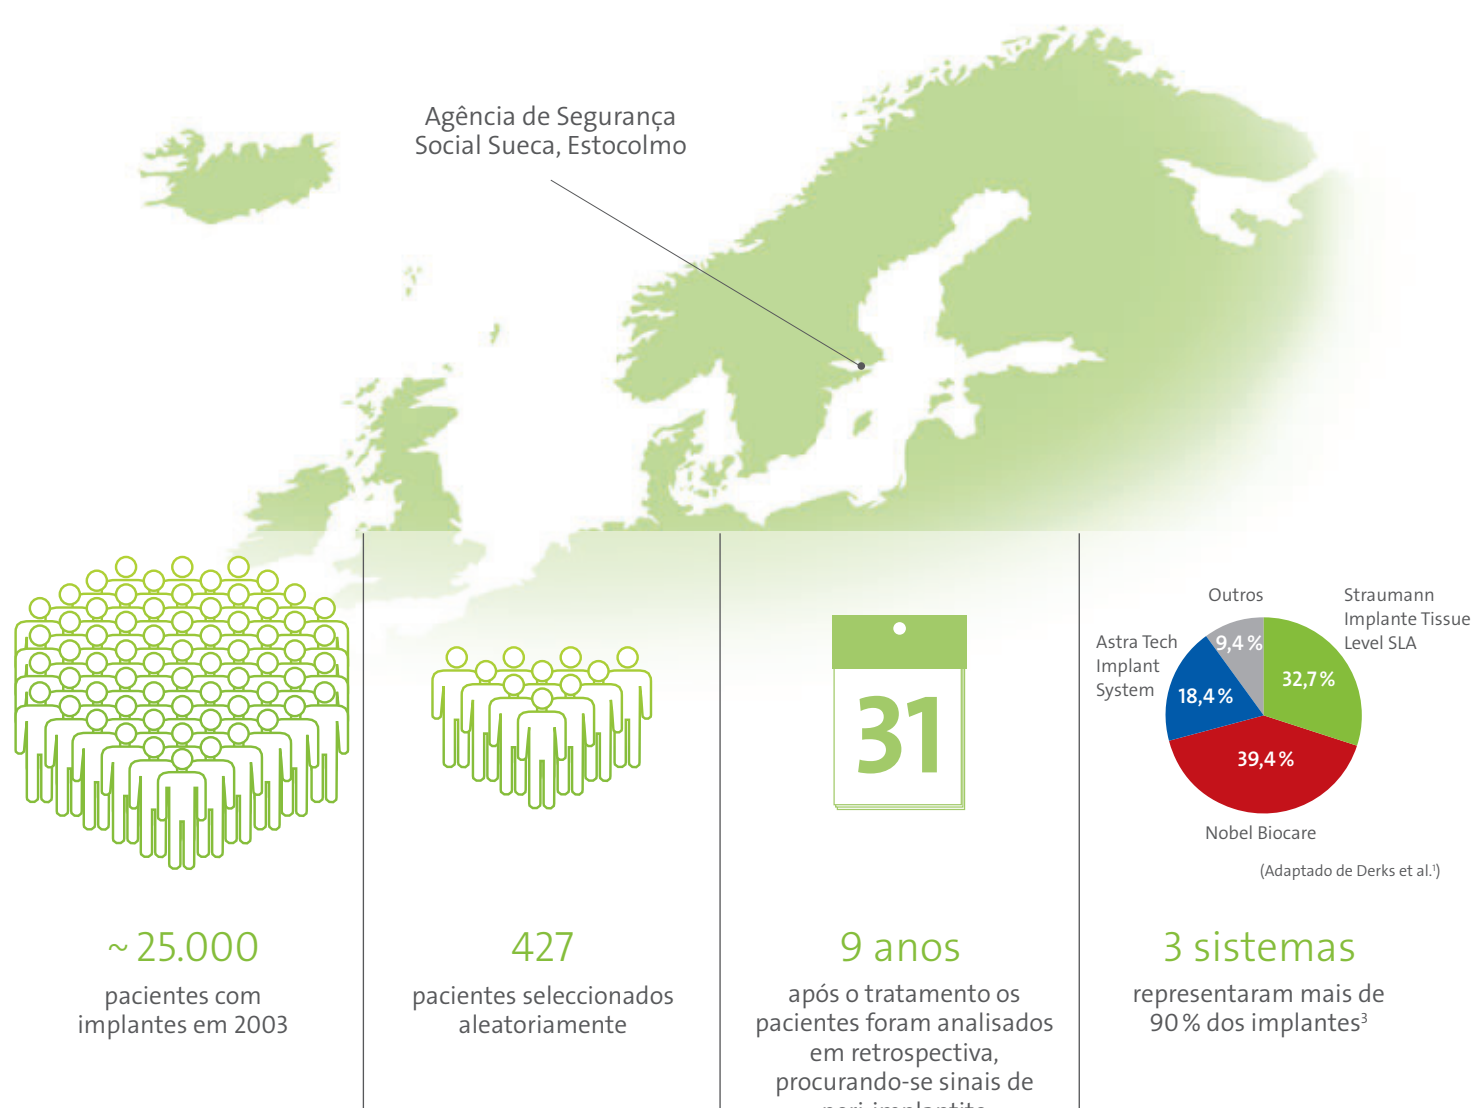 Agência de Segurança
Social Sueca, Estocolmo
~ 25.000
pacientes com
implantes em 2003
427
pacientes seleccionados
aleatoriamente
31
9 anos
após o tratamento os
pacientes foram analisados
em retrospectiva,
procurando-se sinais de
peri-implantite
Outros
Straumann
Implante Tissue
Level SLA
Astra Tech
Implant
System
9,4 %
32,7 %
18,4 %
39,4 %
Nobel Biocare
(Adaptado de Derks et al.¹)
3 sistemas
representaram mais de
90 % dos implantes³